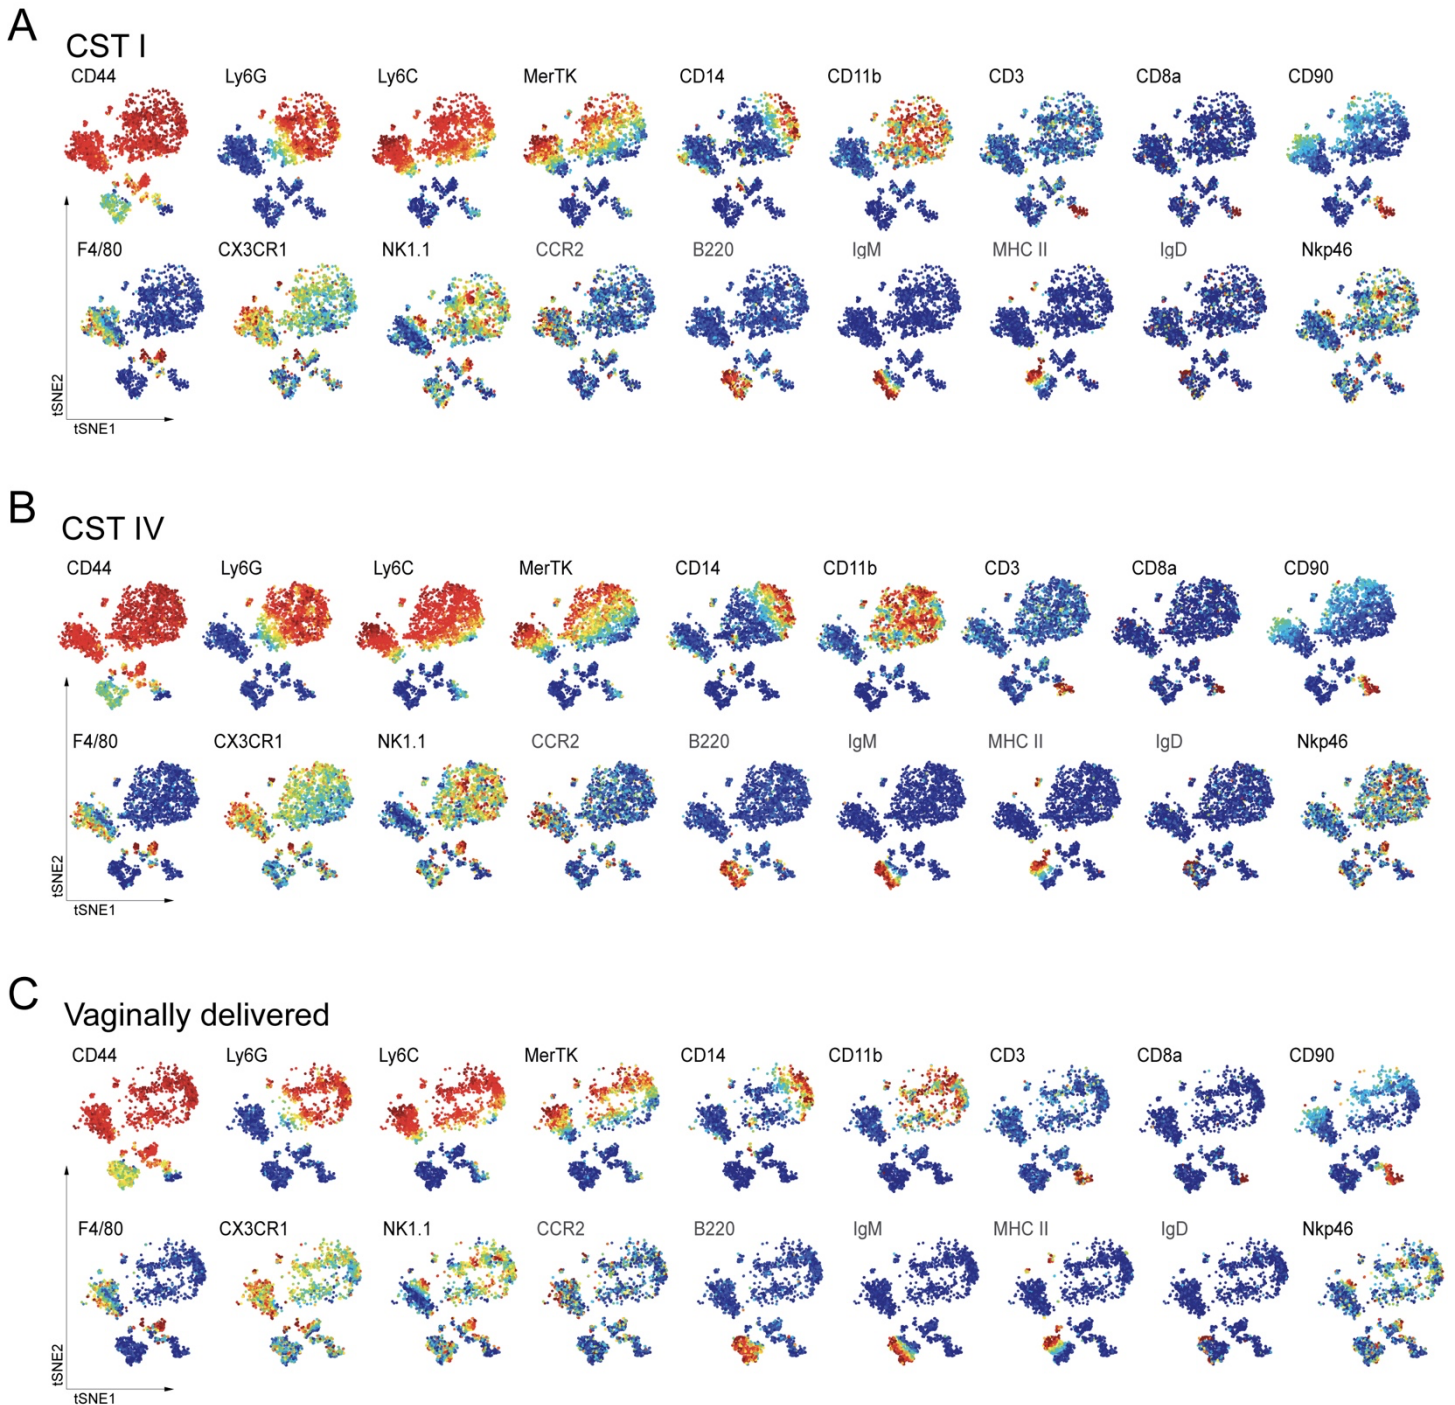 A
CST I
CD44 Ly6G Ly6C MerTK CD14 CD11b CD3 CD8a CD90
F4/80 CX3CR1 NK1.1 CCR2 B220 IgM MHC II IgD Nkp46
tSNE2
tSNE1
B
CST IV
CD44 Ly6G Ly6C MerTK CD14 CD11b CD3 CD8a CD90
F4/80 CX3CR1 NK1.1 CCR2 B220 IgM MHC II IgD Nkp46
tSNE2
tSNE1
C
Vaginally delivered
CD44 Ly6G Ly6C MerTK CD14 CD11b CD3 CD8a CD90
F4/80 CX3CR1 NK1.1 CCR2 B220 IgM MHC II IgD Nkp46
tSNE2
tSNE1